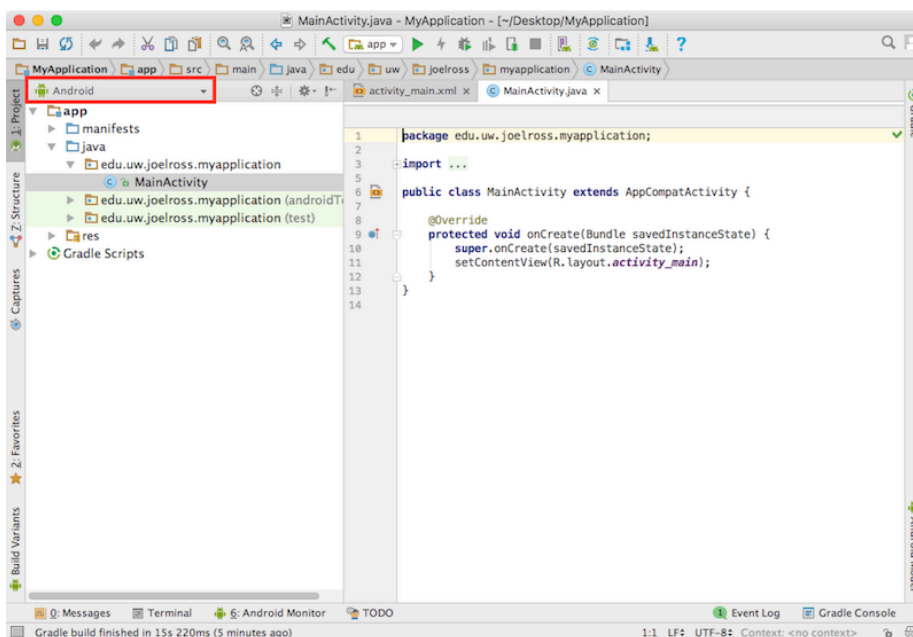 MainActivity.java - MyApplication - [~/Desktop/MyApplication]
app
MyApplication app src main java edu uw joelross myapplication MainActivity
Android
activity_main.xml × MainActivity.java ×
1: Project
Z: Structure
Captures
2: Favorites
Build Variants
app
manifests
java
edu.uw.joelross.myapplication
MainActivity
edu.uw.joelross.myapplication (androidT
edu.uw.joelross.myapplication (test)
res
Gradle Scripts
1 package edu.uw.joelross.myapplication;
2
3 import ...
5
6 public class MainActivity extends AppCompatActivity {
7
8 @Override
9 protected void onCreate(Bundle savedInstanceState) {
10 super.onCreate(savedInstanceState);
11 setContentView(R.layout.activity_main);
12 }
13 }
14
0: Messages Terminal 6: Android Monitor TODO Event Log Gradle Console
Gradle build finished in 15s 220ms (5 minutes ago) 1:1 LF UTF-8 Context: <no context>